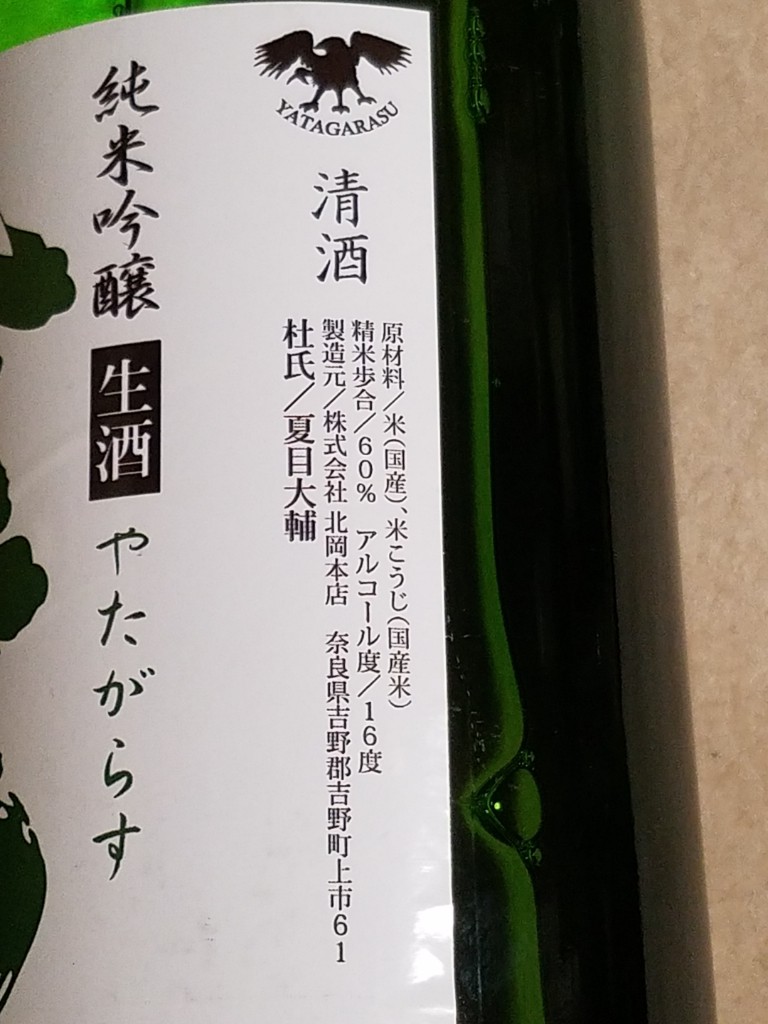 YATAGARASU
清酒
原材料／米(国産)、米こうじ(国産米)
精米歩合／60% アルコール度／16度
製造元／株式会社 北岡本店 奈良県吉野郡吉野町上市61
杜氏／夏目大輔
純米吟醸 生酒 やたがらす